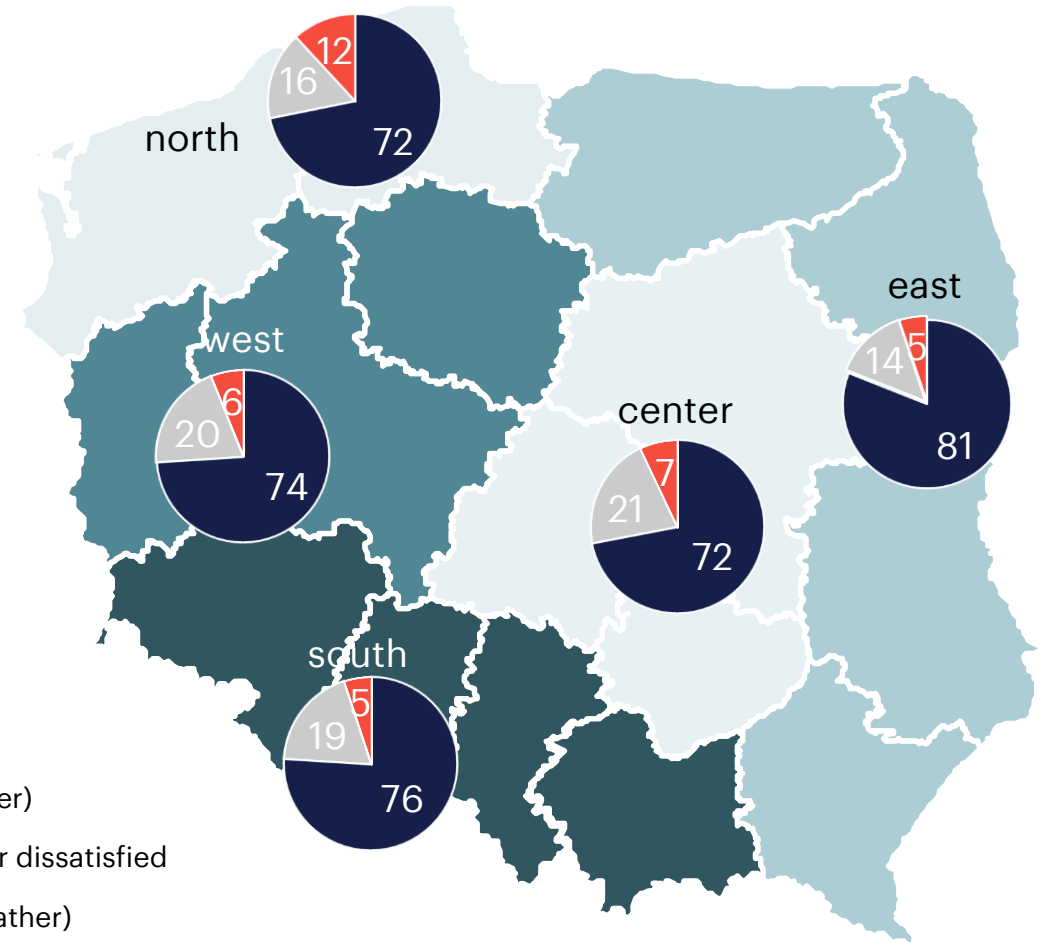 12
16
72
north
east
5
14
81
west
6
20
74
center
7
21
72
south
5
19
76
er)
r dissatisfied
ather)